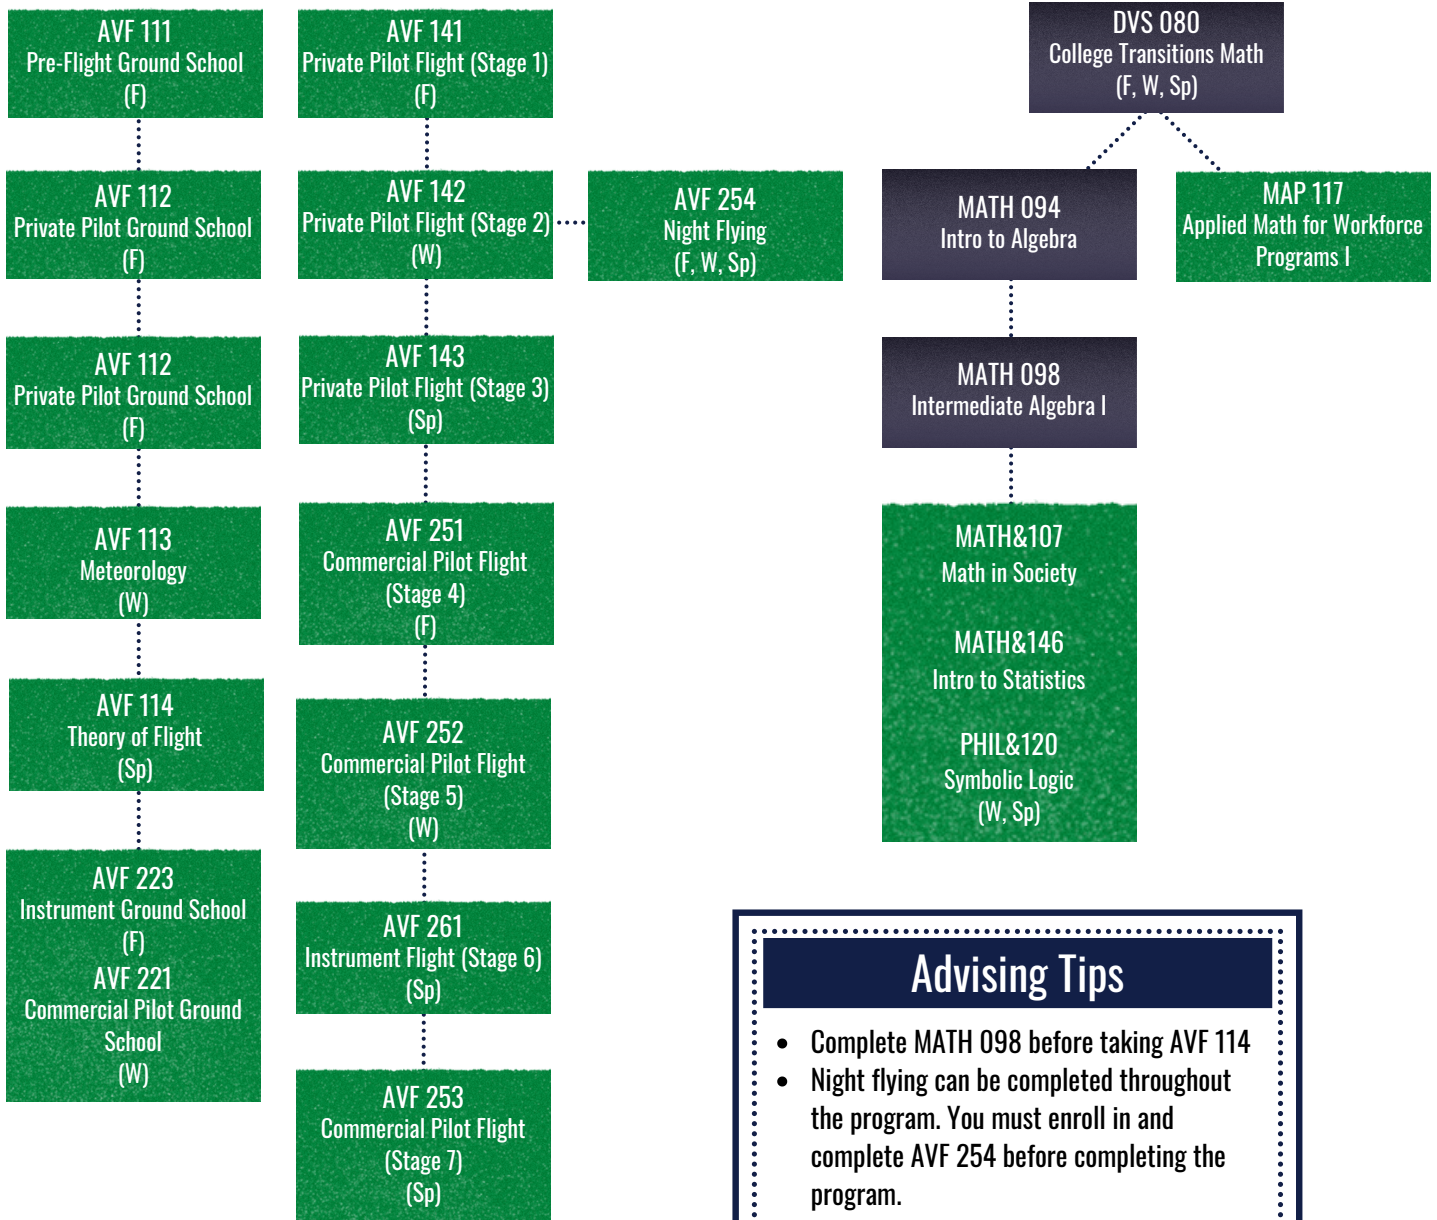 AVF 111
Pre-Flight Ground School
(F)
AVF 112
Private Pilot Ground School
(F)
AVF 112
Private Pilot Ground School
(F)
AVF 113
Meteorology
(W)
AVF 114
Theory of Flight
(Sp)
AVF 223
Instrument Ground School
(F)
AVF 221
Commercial Pilot Ground
School
(W)
AVF 141
Private Pilot Flight (Stage 1)
(F)
AVF 142
Private Pilot Flight (Stage 2)
(W)
AVF 254
Night Flying
(F, W, Sp)
AVF 143
Private Pilot Flight (Stage 3)
(Sp)
AVF 251
Commercial Pilot Flight
(Stage 4)
(F)
AVF 252
Commercial Pilot Flight
(Stage 5)
(W)
AVF 261
Instrument Flight (Stage 6)
(Sp)
AVF 253
Commercial Pilot Flight
(Stage 7)
(Sp)
DVS 080
College Transitions Math
(F, W, Sp)
MATH 094
Intro to Algebra
MAP 117
Applied Math for Workforce
Programs I
MATH 098
Intermediate Algebra I
MATH&107
Math in Society
MATH&146
Intro to Statistics
PHIL&120
Symbolic Logic
(W, Sp)
Advising Tips
• Complete MATH 098 before taking AVF 114
• Night flying can be completed throughout
the program. You must enroll in and
complete AVF 254 before completing the
program.